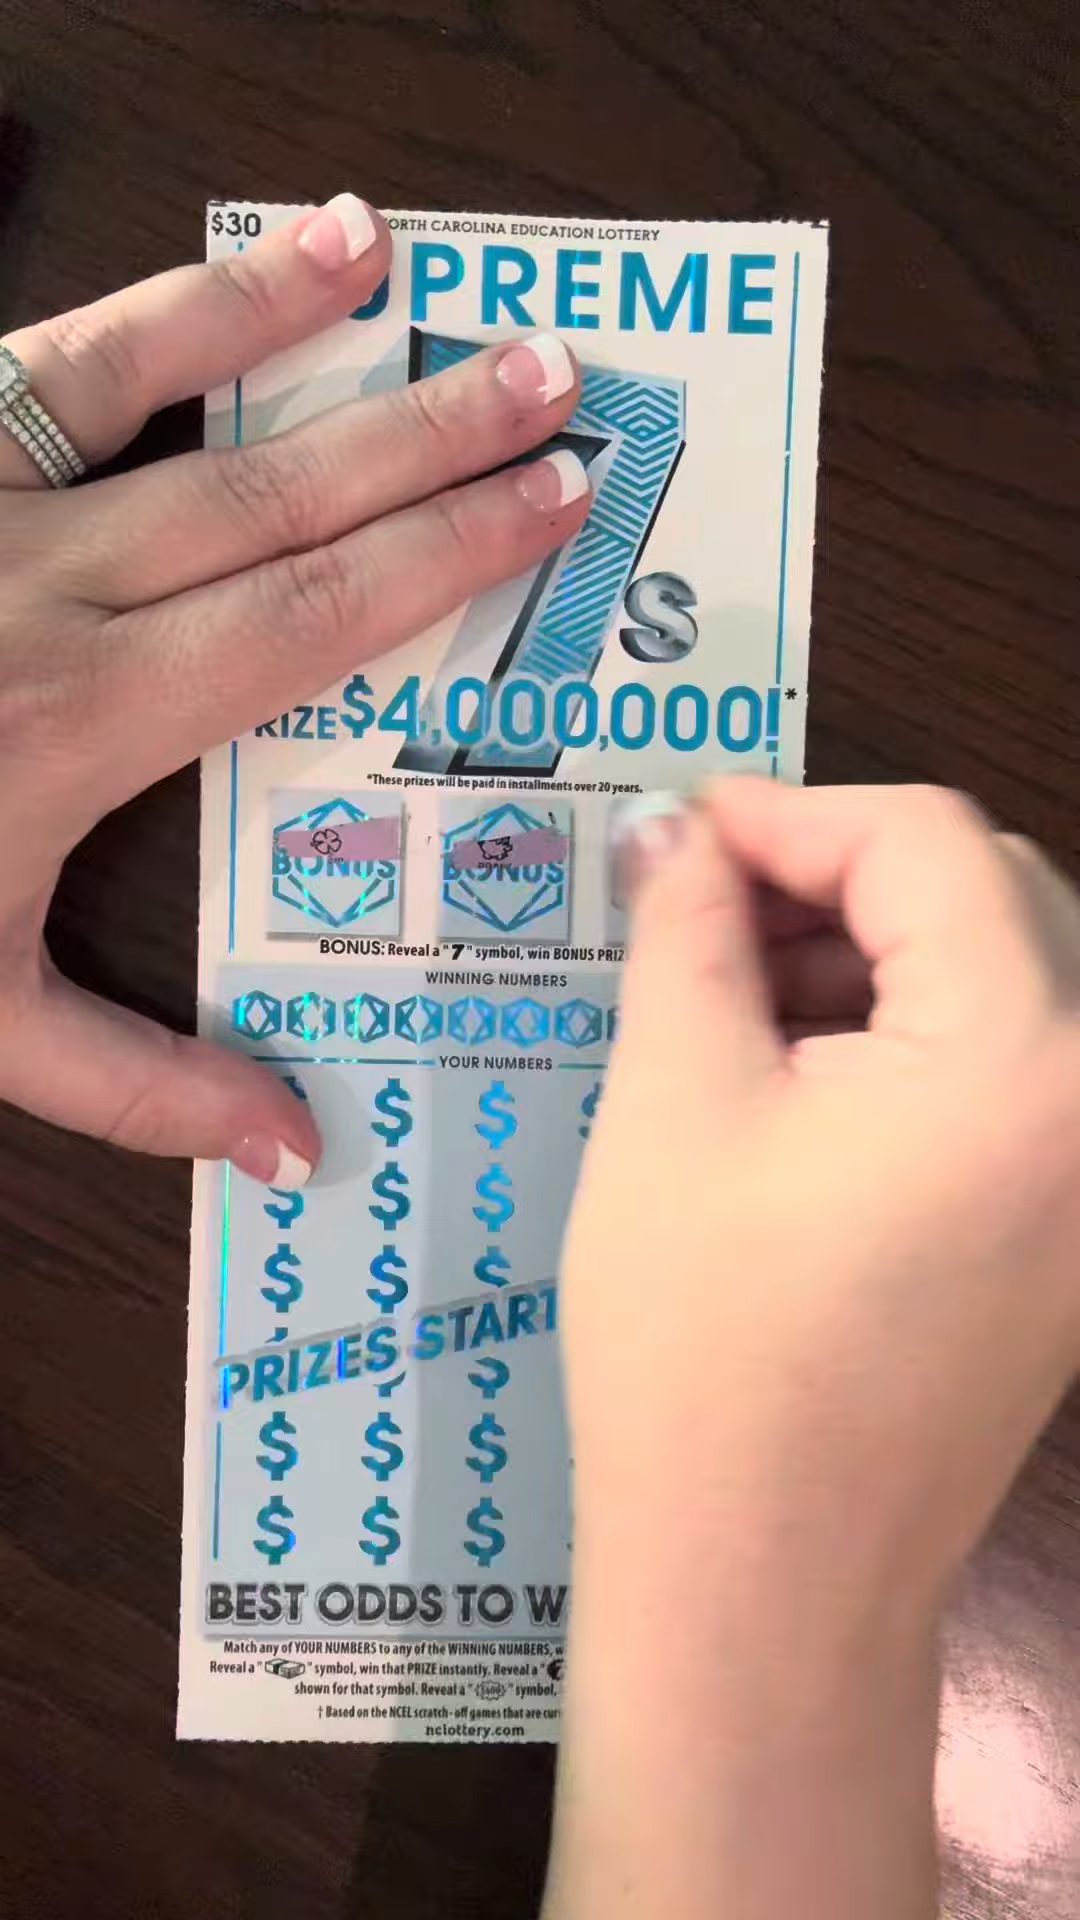 $30
ORTH CAROLINA EDUCATION LOTTERY
UPREME
7s
RIZE $4,000,000!*
*These prizes will be paid in installments over 20 years.
BONUS BONUS
BONUS: Reveal a "7" symbol, win BONUS PRIZ
WINNING NUMBERS
YOUR NUMBERS
$ $ $
$ $ $
$ $ $
PRIZES START
$ $ $
$ $ $
BEST ODDS TO W
Match any of YOUR NUMBERS to any of the WINNING NUMBERS, w
Reveal a " " symbol, win that PRIZE instantly. Reveal a "
shown for that symbol. Reveal a "$400" symbol,
† Based on the NCEL scratch-off games that are cur
nclottery.com